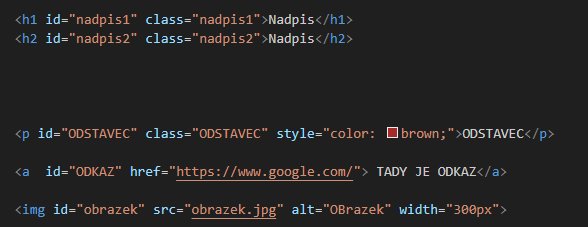 <h1 id="nadpis1" class="nadpis1">Nadpis</h1>
<h2 id="nadpis2" class="nadpis2">Nadpis</h2>
<p id="ODSTAVEC" class="ODSTAVEC" style="color: brown;">ODSTAVEC</p>
<a  id="ODKAZ" href="https://www.google.com/"> TADY JE ODKAZ</a>
<img id="obrazek" src="obrazek.jpg" alt="OBrazek" width="300px">